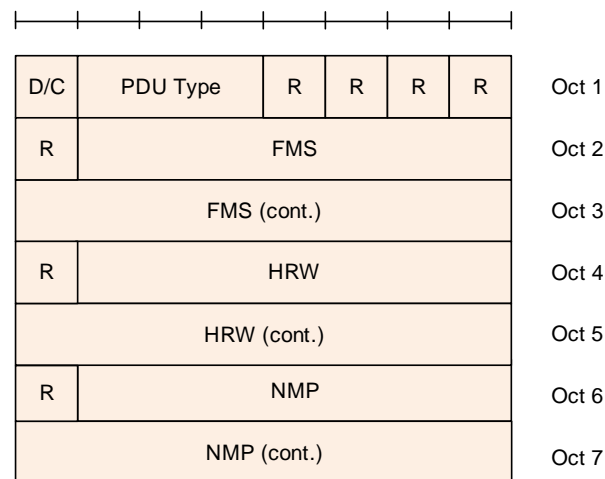 D/C PDU Type R R R R Oct 1
R FMS Oct 2
FMS (cont.) Oct 3
R HRW Oct 4
HRW (cont.) Oct 5
R NMP Oct 6
NMP (cont.) Oct 7